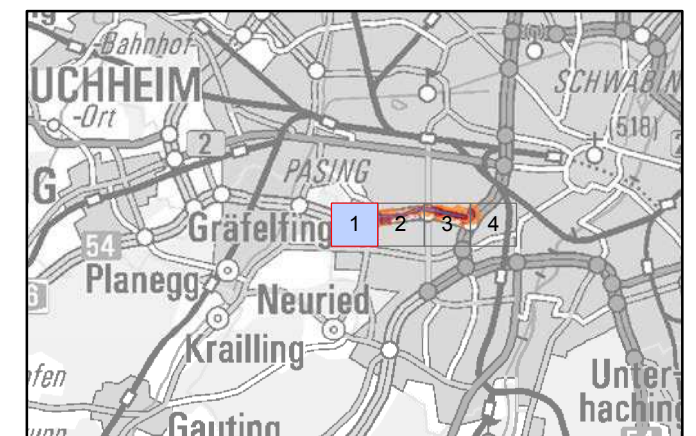 Bahnhof-
UCHHEIM
-Ort
SCHWABIN
(518)
2
PASING
G
Gräfelfing
1
2
3
4
54
Planegg
Neuried
Krailling
Unter-
haching
Gauting